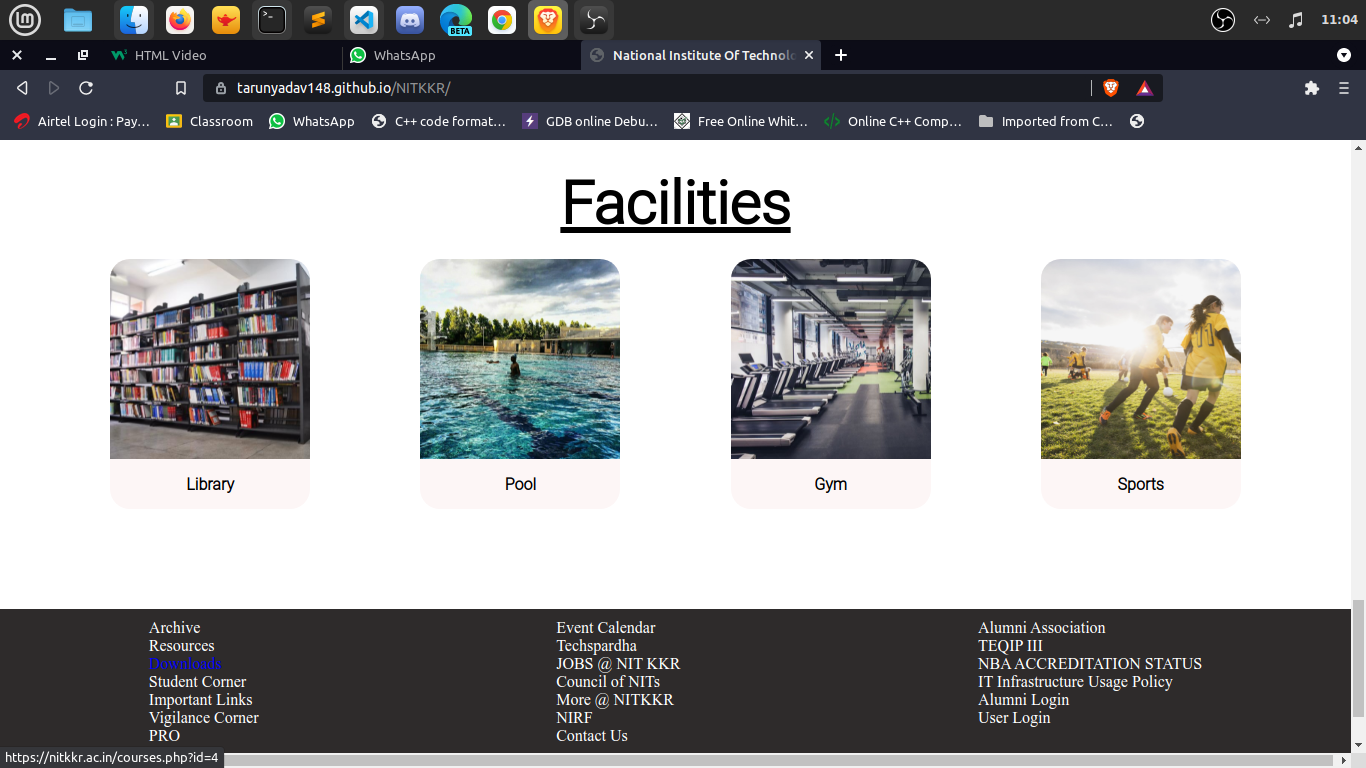 BETA
11:04
HTML Video
WhatsApp
National Institute Of Technolo
tarunyadav148.github.io/NITKKR/
Airtel Login : Pay… Classroom WhatsApp C++ code format… GDB online Debu… Free Online Whit… Online C++ Comp… Imported from C…
Facilities
Library Pool Gym Sports
Archive
Resources
Downloads
Student Corner
Important Links
Vigilance Corner
PRO
Event Calendar
Techspardha
JOBS @ NIT KKR
Council of NITs
More @ NITKKR
NIRF
Contact Us
Alumni Association
TEQIP III
NBA ACCREDITATION STATUS
IT Infrastructure Usage Policy
Alumni Login
User Login
https://nitkkr.ac.in/courses.php?id=4